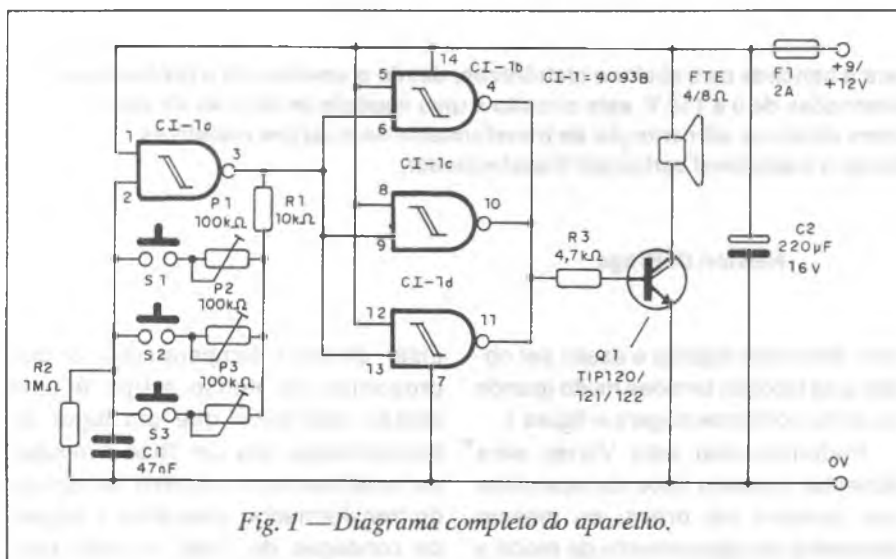 CI-1b
CI-1=4093B
14
5
4
6
FTE
4/8Ω
F1
2A
+9/
+12V
CI-1a
1
2
3
P1
100kΩ
R1
10kΩ
CI-1c
8
9
10
R3
4,7kΩ
C2
220µF
16V
S1
P2
100kΩ
CI-1d
12
13
11
7
S2
P3
100kΩ
R2
1MΩ
Q1
TIP120/
121/122
S3
C1
47nF
0V
Fig. 1 — Diagrama completo do aparelho.